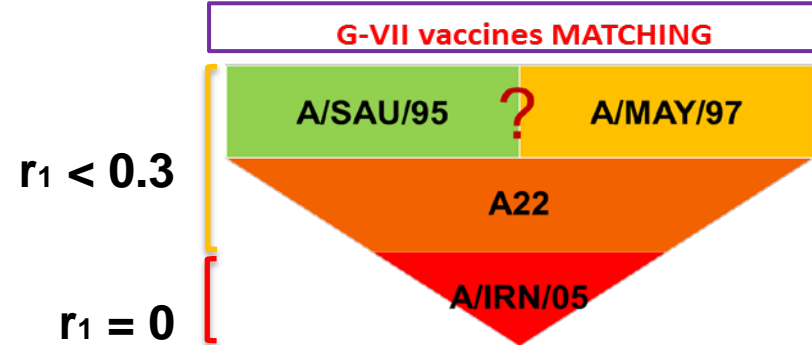 G-VII vaccines MATCHING
A/SAU/95 ? A/MAY/97
r₁ < 0.3
A22
A/IRN/05
r₁ = 0